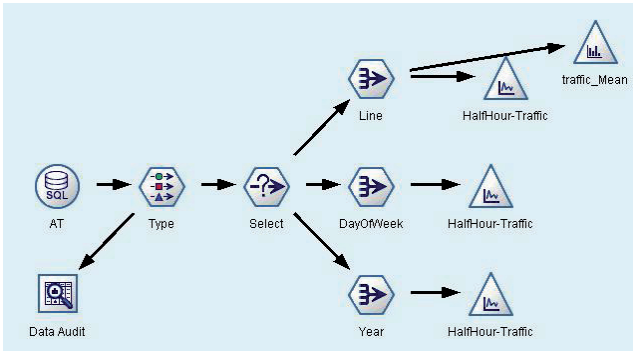 traffic_Mean
Line
HalfHour-Traffic
SQL
AT
Type
Select
DayOfWeek
HalfHour-Traffic
Data Audit
Year
HalfHour-Traffic